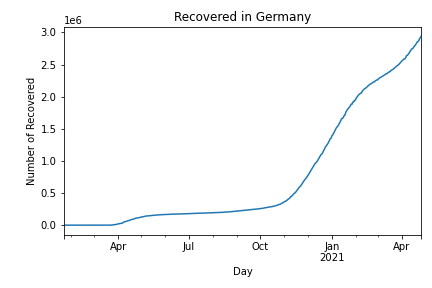 Recovered in Germany
1e6
3.0
2.5
2.0
1.5
1.0
0.5
0.0
Number of Recovered
Apr
Jul
Oct
Jan
2021
Apr
Day